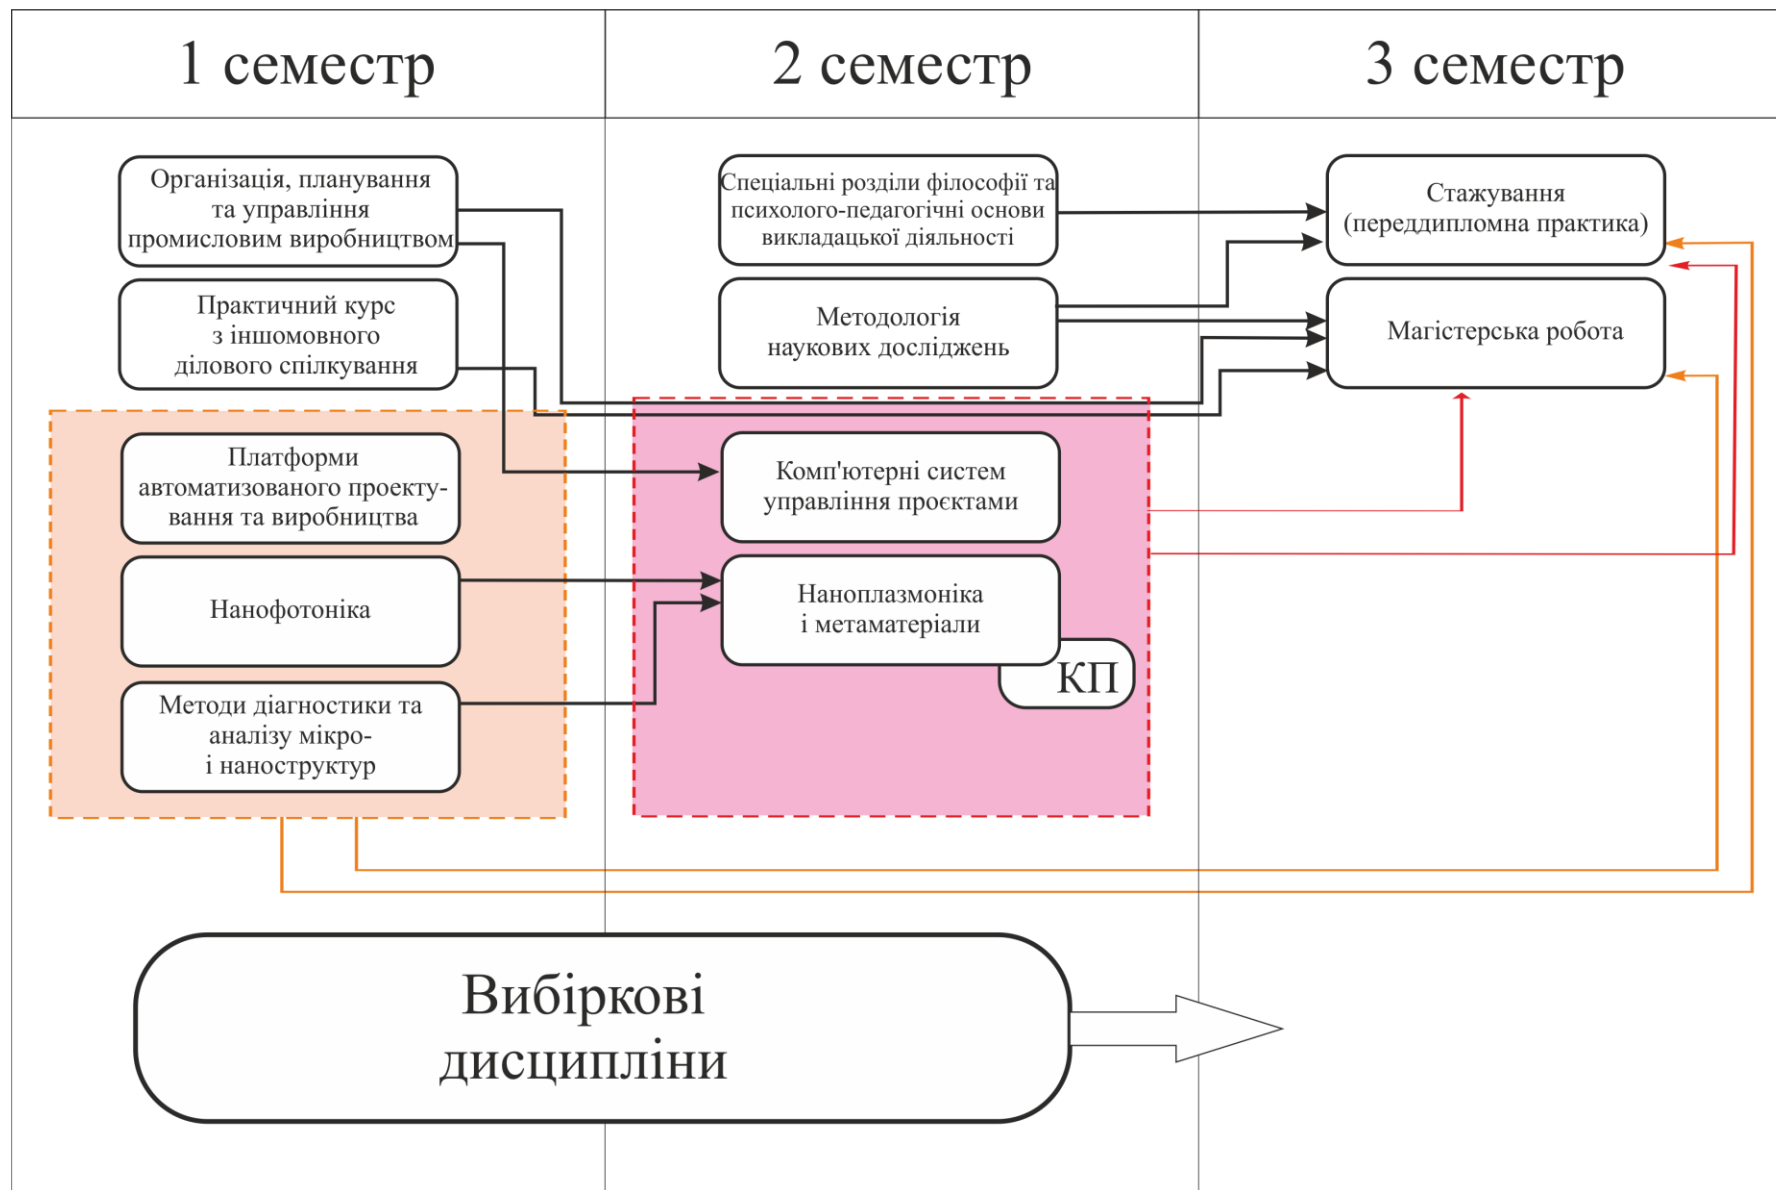 1 семестр
2 семестр
3 семестр
Організація, планування
та управління
промисловим виробництвом
Практичний курс
з іншомовного
ділового спілкування
Платформи
автоматизованого проекту-
вання та виробництва
Нанофотоніка
Методи діагностики та
аналізу мікро-
і наноструктур
Спеціальні розділи філософії та
психолого-педагогічні основи
викладацької діяльності
Методологія
наукових досліджень
Комп'ютерні систем
управління проєктами
Наноплазмоніка
і метаматеріали
КП
Стажування
(переддипломна практика)
Магістерська робота
Вибіркові
дисципліни